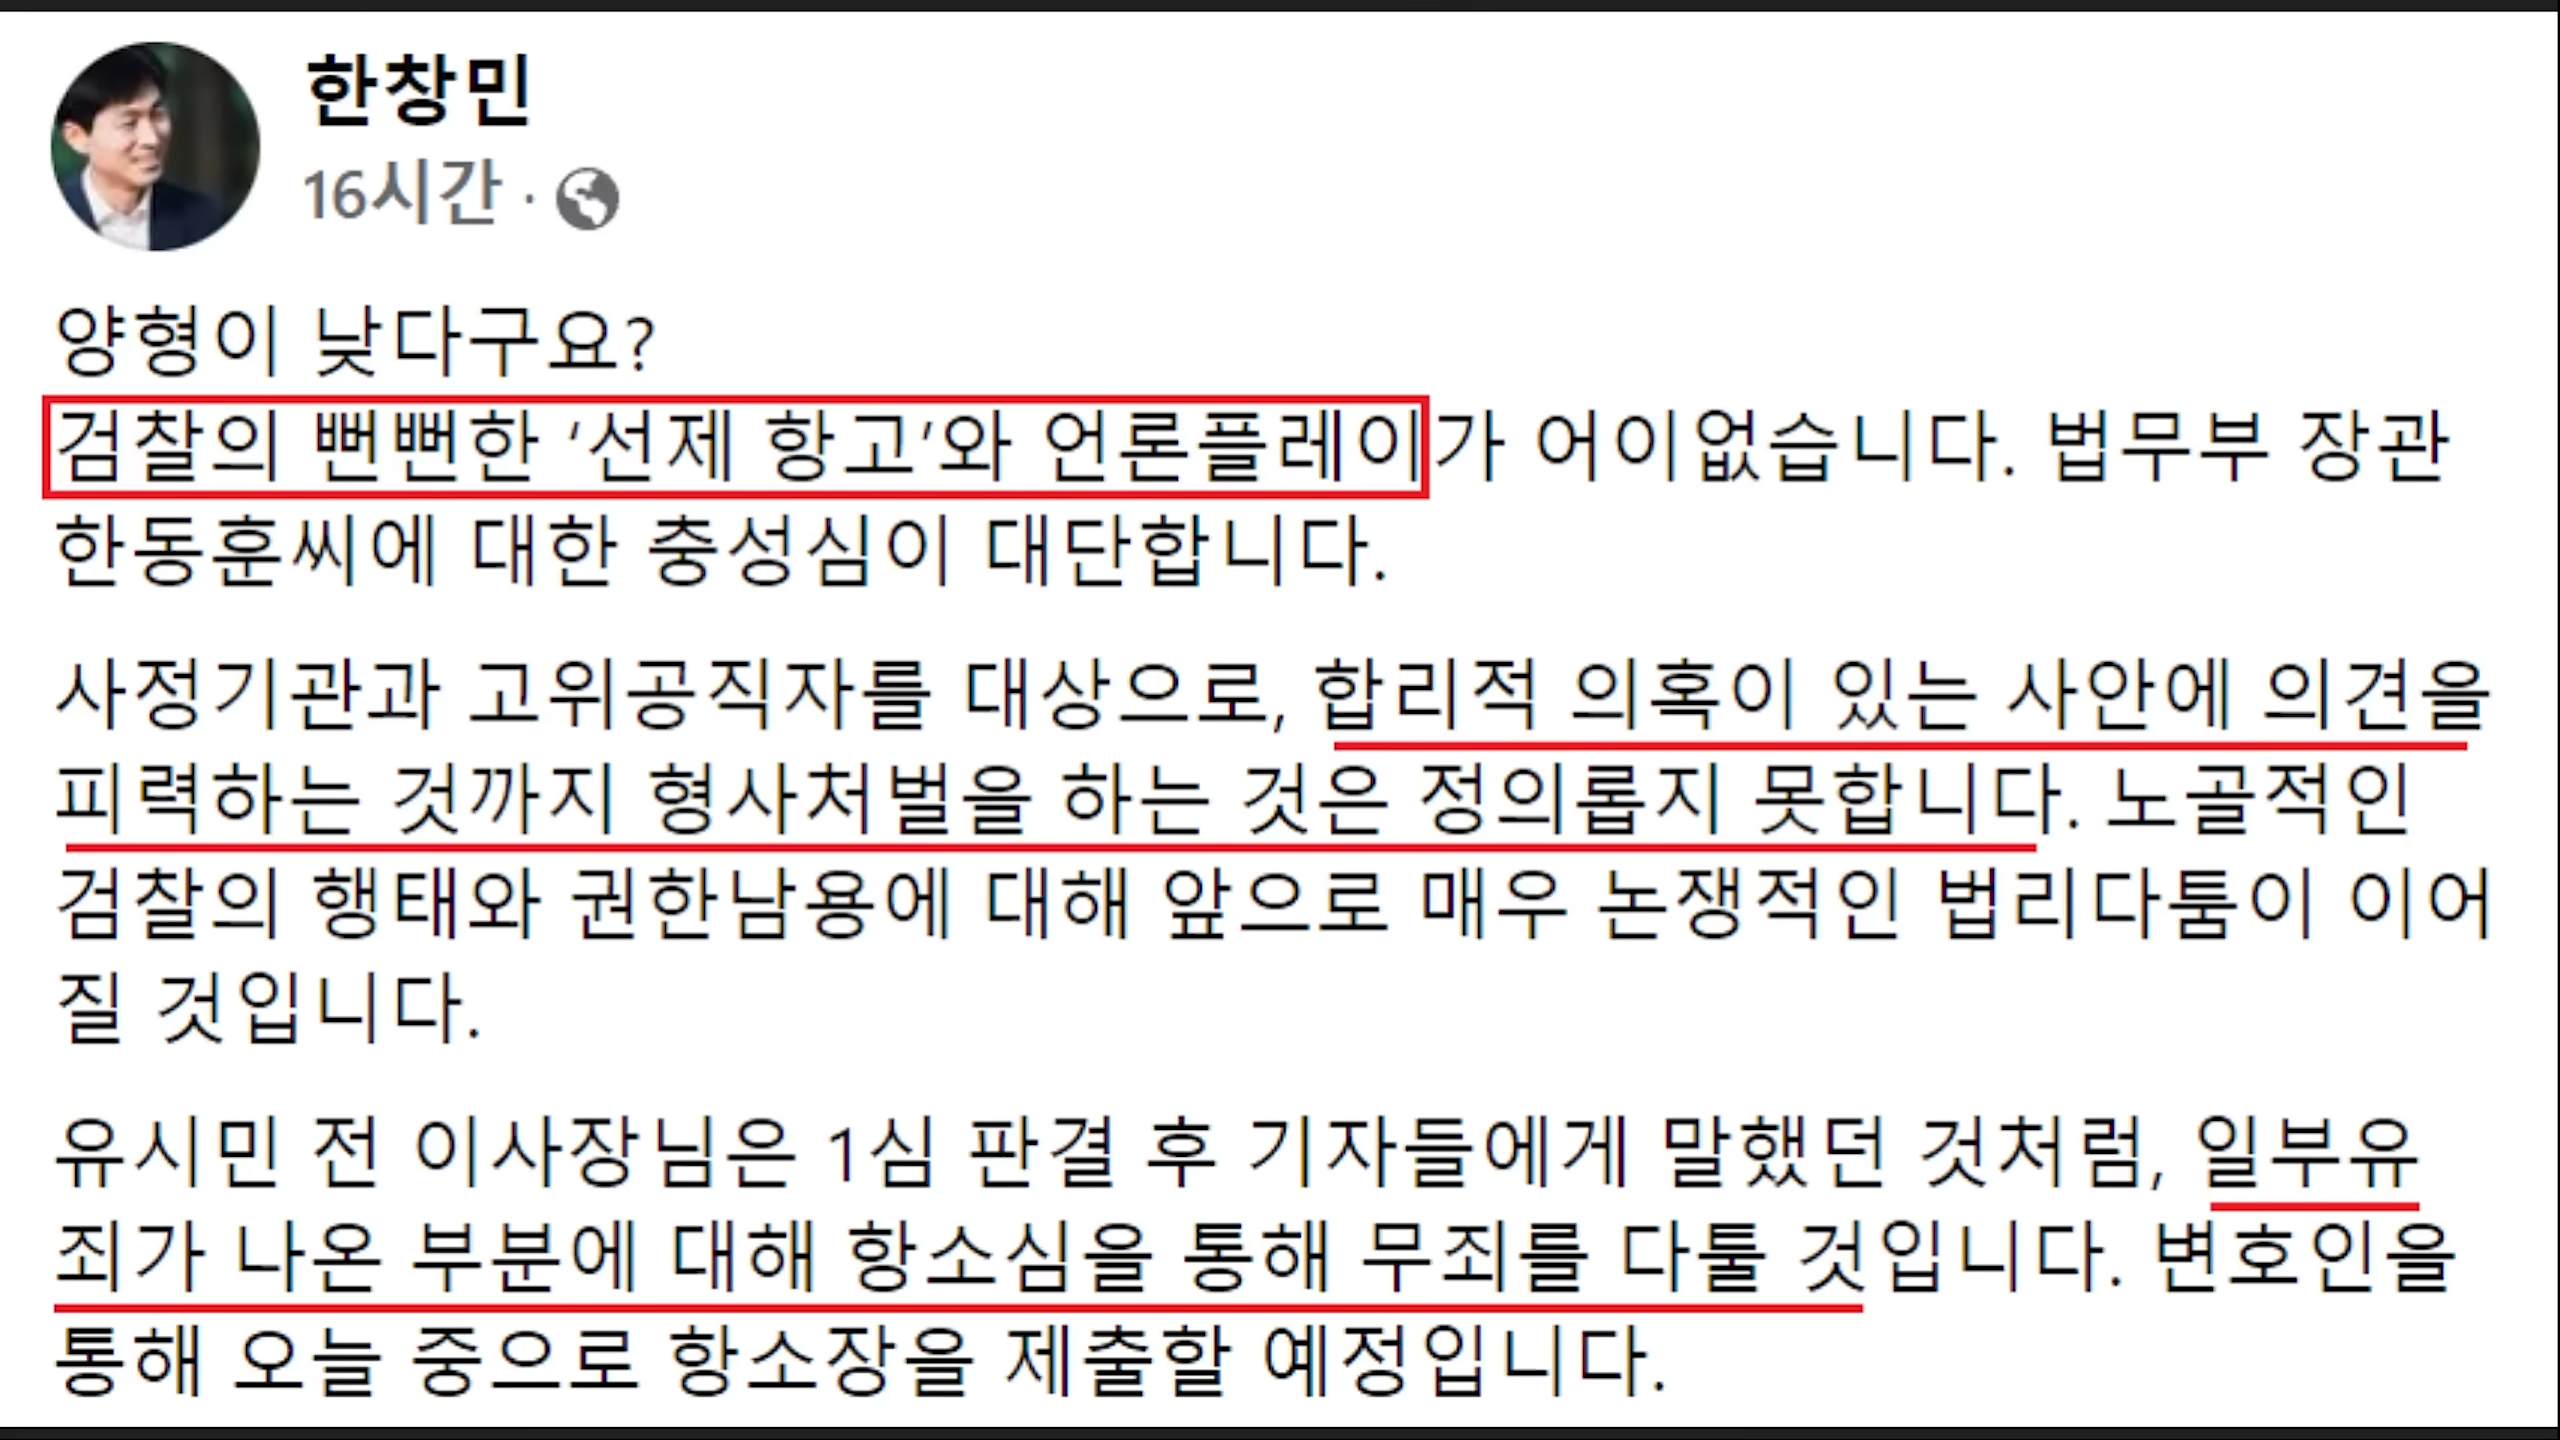 한창민
16시간 ·
양형이 낮다구요?
검찰의 뻔뻔한 ‘선제 항고’와 언론플레이가 어이없습니다. 법무부 장관
한동훈씨에 대한 충성심이 대단합니다.
사정기관과 고위공직자를 대상으로, 합리적 의혹이 있는 사안에 의견을
피력하는 것까지 형사처벌을 하는 것은 정의롭지 못합니다. 노골적인
검찰의 행태와 권한남용에 대해 앞으로 매우 논쟁적인 법리다툼이 이어
질 것입니다.
유시민 전 이사장님은 1심 판결 후 기자들에게 말했던 것처럼, 일부유
죄가 나온 부분에 대해 항소심을 통해 무죄를 다툴 것입니다. 변호인을
통해 오늘 중으로 항소장을 제출할 예정입니다.